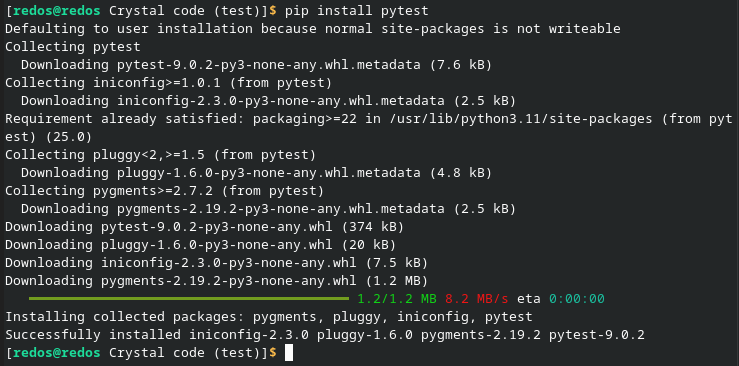 [redos@redos Crystal code (test)]$ pip install pytest
Defaulting to user installation because normal site-packages is not writeable
Collecting pytest
  Downloading pytest-9.0.2-py3-none-any.whl.metadata (7.6 kB)
Collecting iniconfig>=1.0.1 (from pytest)
  Downloading iniconfig-2.3.0-py3-none-any.whl.metadata (2.5 kB)
Requirement already satisfied: packaging>=22 in /usr/lib/python3.11/site-packages (from pyt
est) (25.0)
Collecting pluggy<2,>=1.5 (from pytest)
  Downloading pluggy-1.6.0-py3-none-any.whl.metadata (4.8 kB)
Collecting pygments>=2.7.2 (from pytest)
  Downloading pygments-2.19.2-py3-none-any.whl.metadata (2.5 kB)
Downloading pytest-9.0.2-py3-none-any.whl (374 kB)
Downloading pluggy-1.6.0-py3-none-any.whl (20 kB)
Downloading iniconfig-2.3.0-py3-none-any.whl (7.5 kB)
Downloading pygments-2.19.2-py3-none-any.whl (1.2 MB)
1.2/1.2 MB 8.2 MB/s eta 0:00:00
Installing collected packages: pygments, pluggy, iniconfig, pytest
Successfully installed iniconfig-2.3.0 pluggy-1.6.0 pygments-2.19.2 pytest-9.0.2
[redos@redos Crystal code (test)]$